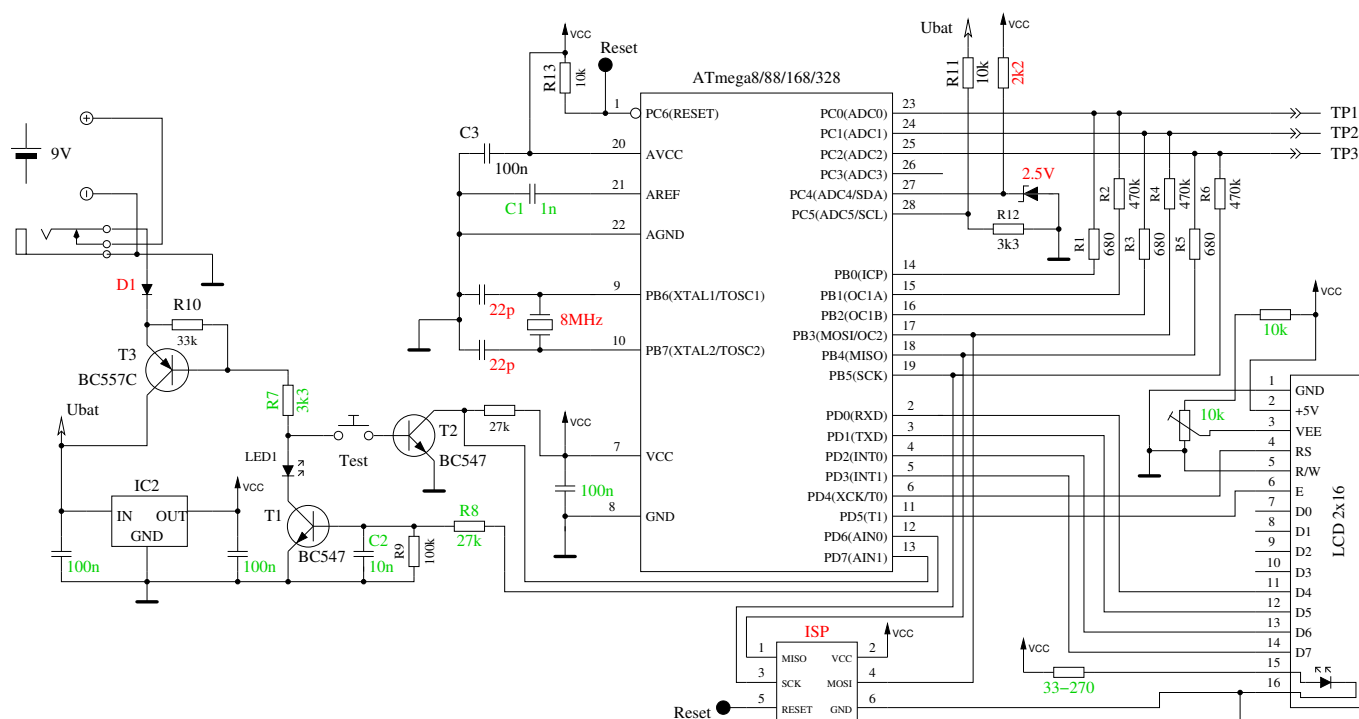 VCC
Reset
R13
10k
ATmega8/88/168/328
Ubat
VCC
R11
10k
2k2
9V
C3
100n
C1
1n
1
20
21
22
9
10
7
8
PC6(RESET)
AVCC
AREF
AGND
PB6(XTAL1/TOSC1)
PB7(XTAL2/TOSC2)
VCC
GND
PC0(ADC0)
PC1(ADC1)
PC2(ADC2)
PC3(ADC3)
PC4(ADC4/SDA)
PC5(ADC5/SCL)
PB0(ICP)
PB1(OC1A)
PB2(OC1B)
PB3(MOSI/OC2)
PB4(MISO)
PB5(SCK)
PD0(RXD)
PD1(TXD)
PD2(INT0)
PD3(INT1)
PD4(XCK/T0)
PD5(T1)
PD6(AIN0)
PD7(AIN1)
23
24
25
26
27
28
14
15
16
17
18
19
2
3
4
5
6
11
12
13
TP1
TP2
TP3
2.5V
R12
3k3
R1
680
R2
470k
R3
680
R4
470k
R5
680
R6
470k
22p
8MHz
22p
D1
R10
33k
T3
BC557C
R7
3k3
Ubat
LED1
Test
T2
BC547
27k
VCC
100n
IC2
IN
OUT
GND
VCC
100n
100n
T1
BC547
C2
10n
R9
100k
R8
27k
VCC
10k
10k
1
2
3
4
5
6
7
8
9
10
11
12
13
14
15
16
GND
+5V
VEE
RS
R/W
E
D0
D1
D2
D3
D4
D5
D6
D7
LCD 2x16
VCC
33−270
ISP
VCC
1
3
5
MISO
SCK
RESET
VCC
MOSI
GND
2
4
6
Reset